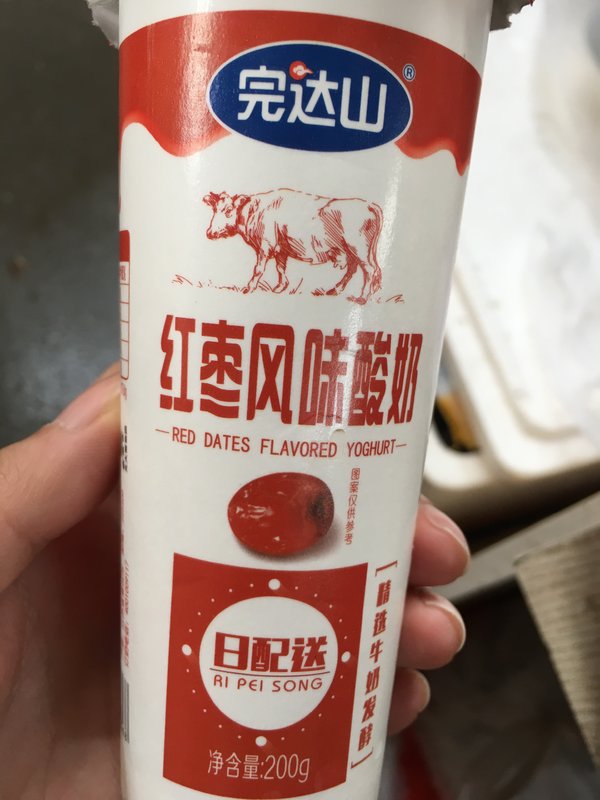 完达山®
红枣风味酸奶
RED DATES FLAVORED YOGHURT
图案仅供参考
日配送
RI PEI SONG
净含量:200g
精选牛奶发酵